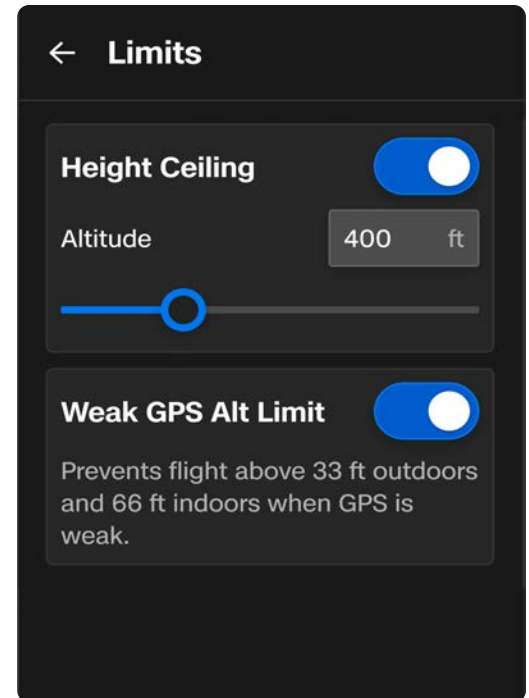 Limits
Height Ceiling
Altitude
400 ft
Weak GPS Alt Limit
Prevents flight above 33 ft outdoors
and 66 ft indoors when GPS is
weak.